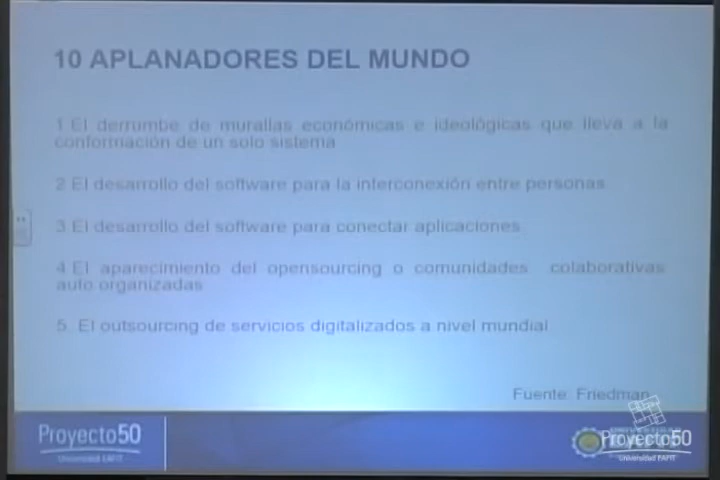 10 APLANADORES DEL MUNDO
1 El derrumbe de murallas económicas e ideológicas que lleva a la
conformación de un solo sistema
2 El desarrollo del software para la interconexión entre personas
3 El desarrollo del software para conectar aplicaciones
4 El aparecimiento del opensourcing o comunidades colaborativas
auto organizadas
5. El outsourcing de servicios digitalizados a nivel mundial
Fuente: Friedman
Proyecto50
Universidad EAFIT
Proyecto50
Universidad EAFIT